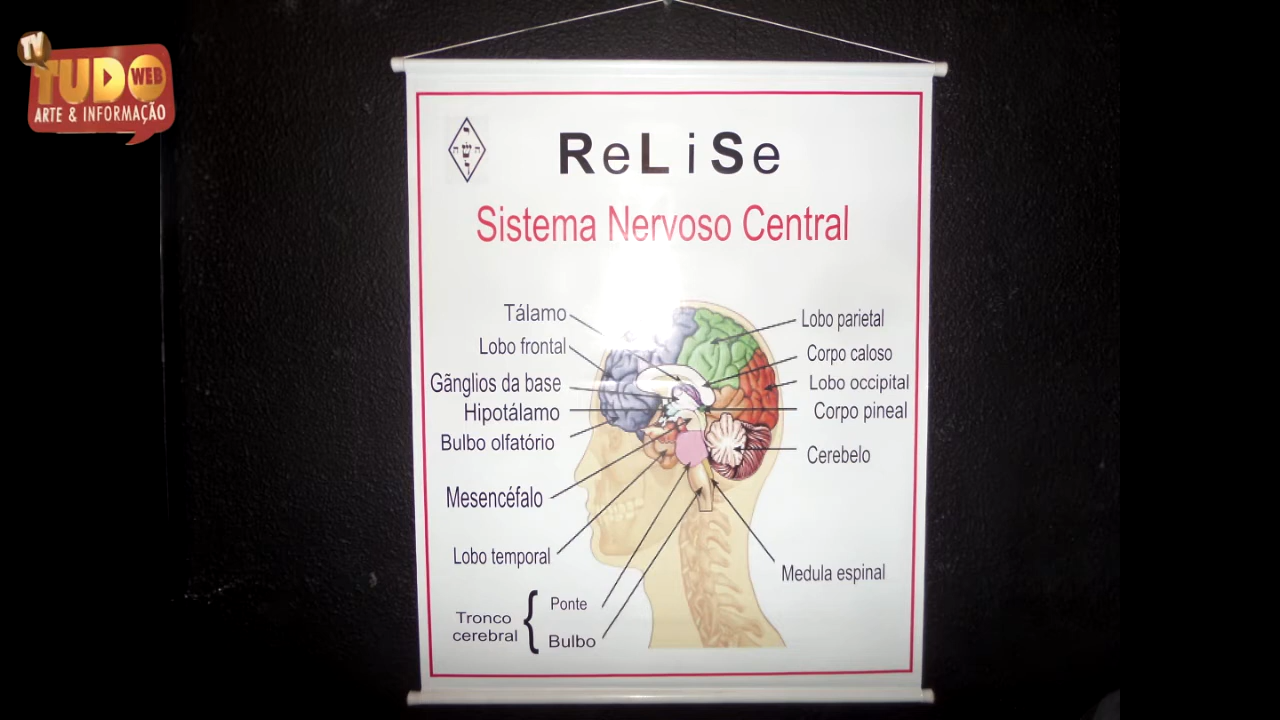 TV
TUDO
WEB
ARTE & INFORMAÇÃO
ReLiSe
Sistema Nervoso Central
Tálamo
Lobo frontal
Gãnglios da base
Hipotálamo
Bulbo olfatório
Mesencéfalo
Lobo temporal
Tronco
cerebral
Ponte
Bulbo
Lobo parietal
Corpo caloso
Lobo occipital
Corpo pineal
Cerebelo
Medula espinal